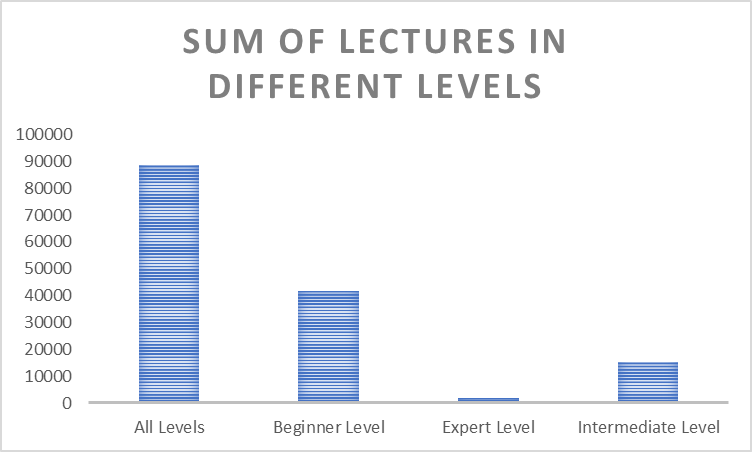 SUM OF LECTURES IN
DIFFERENT LEVELS
100000
90000
80000
70000
60000
50000
40000
30000
20000
10000
0
All Levels
Beginner Level
Expert Level
Intermediate Level